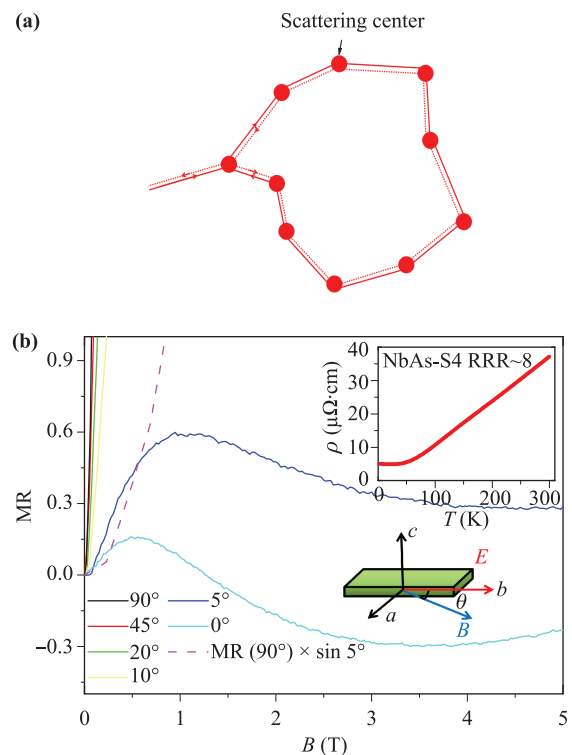 (a)
Scattering center
(b)
0.9
0.6
0.3
0.0
−0.3
MR
0
1
2
3
4
5
B (T)
90°
45°
20°
10°
5°
0°
MR (90°) × sin 5°
NbAs-S4 RRR~8
40
30
20
10
0
ρ (μΩ·cm)
0
100
200
300
T (K)
c
E
b
θ
a
B